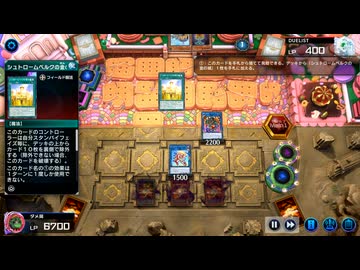 シュトロームベルクの金の
フィールド魔法
【魔法】
このカードのコントロー
ラーは自分スタンバイフェイ
ズ毎に、デッキの上から
カード１０枚を裏側で除外す
る（除外できない場合、
このカードを破壊する）。
このカード名の①の効果は
１ターンに１度しか使用で
きない。
ダメ男
LP 6700
①：このカードを手札から捨てて発動できる。デッキから「シュトロームベルクの
金の城」１枚を手札に加える。
DUELIST
LP 400
2200
1500